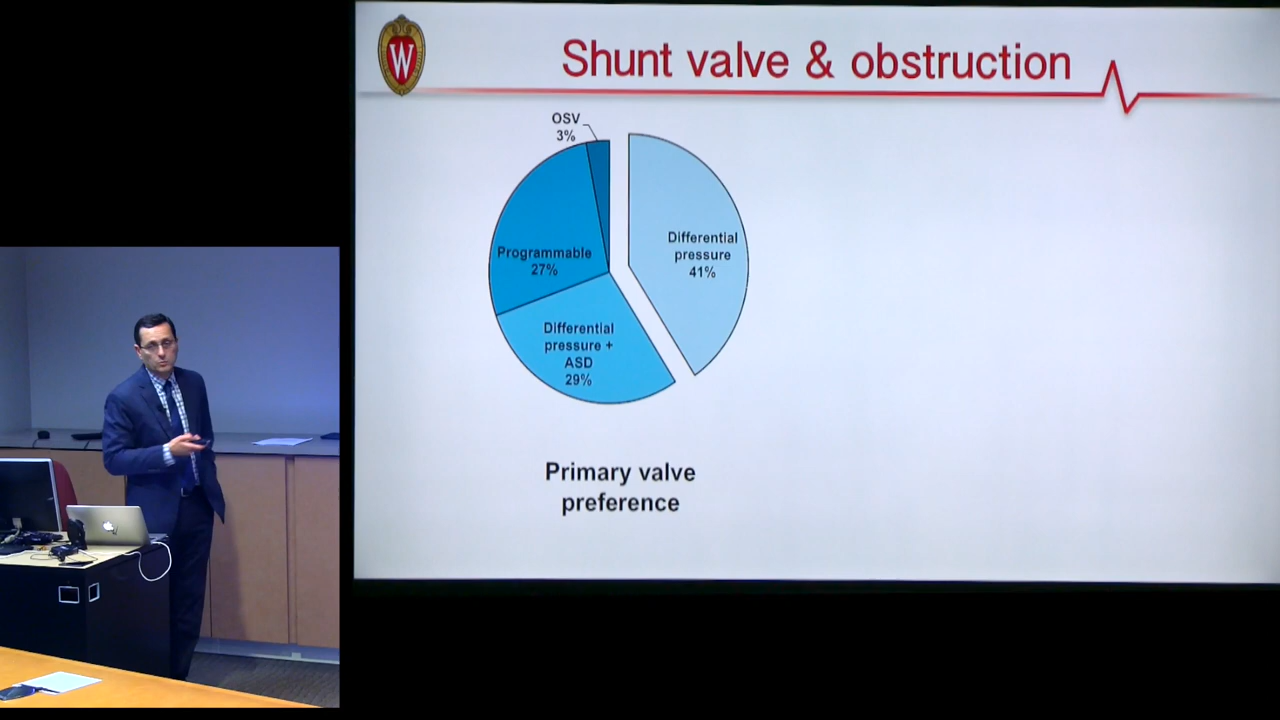 W
Shunt valve & obstruction
OSV
3%
Differential
pressure
41%
Programmable
27%
Differential
pressure +
ASD
29%
Primary valve
preference